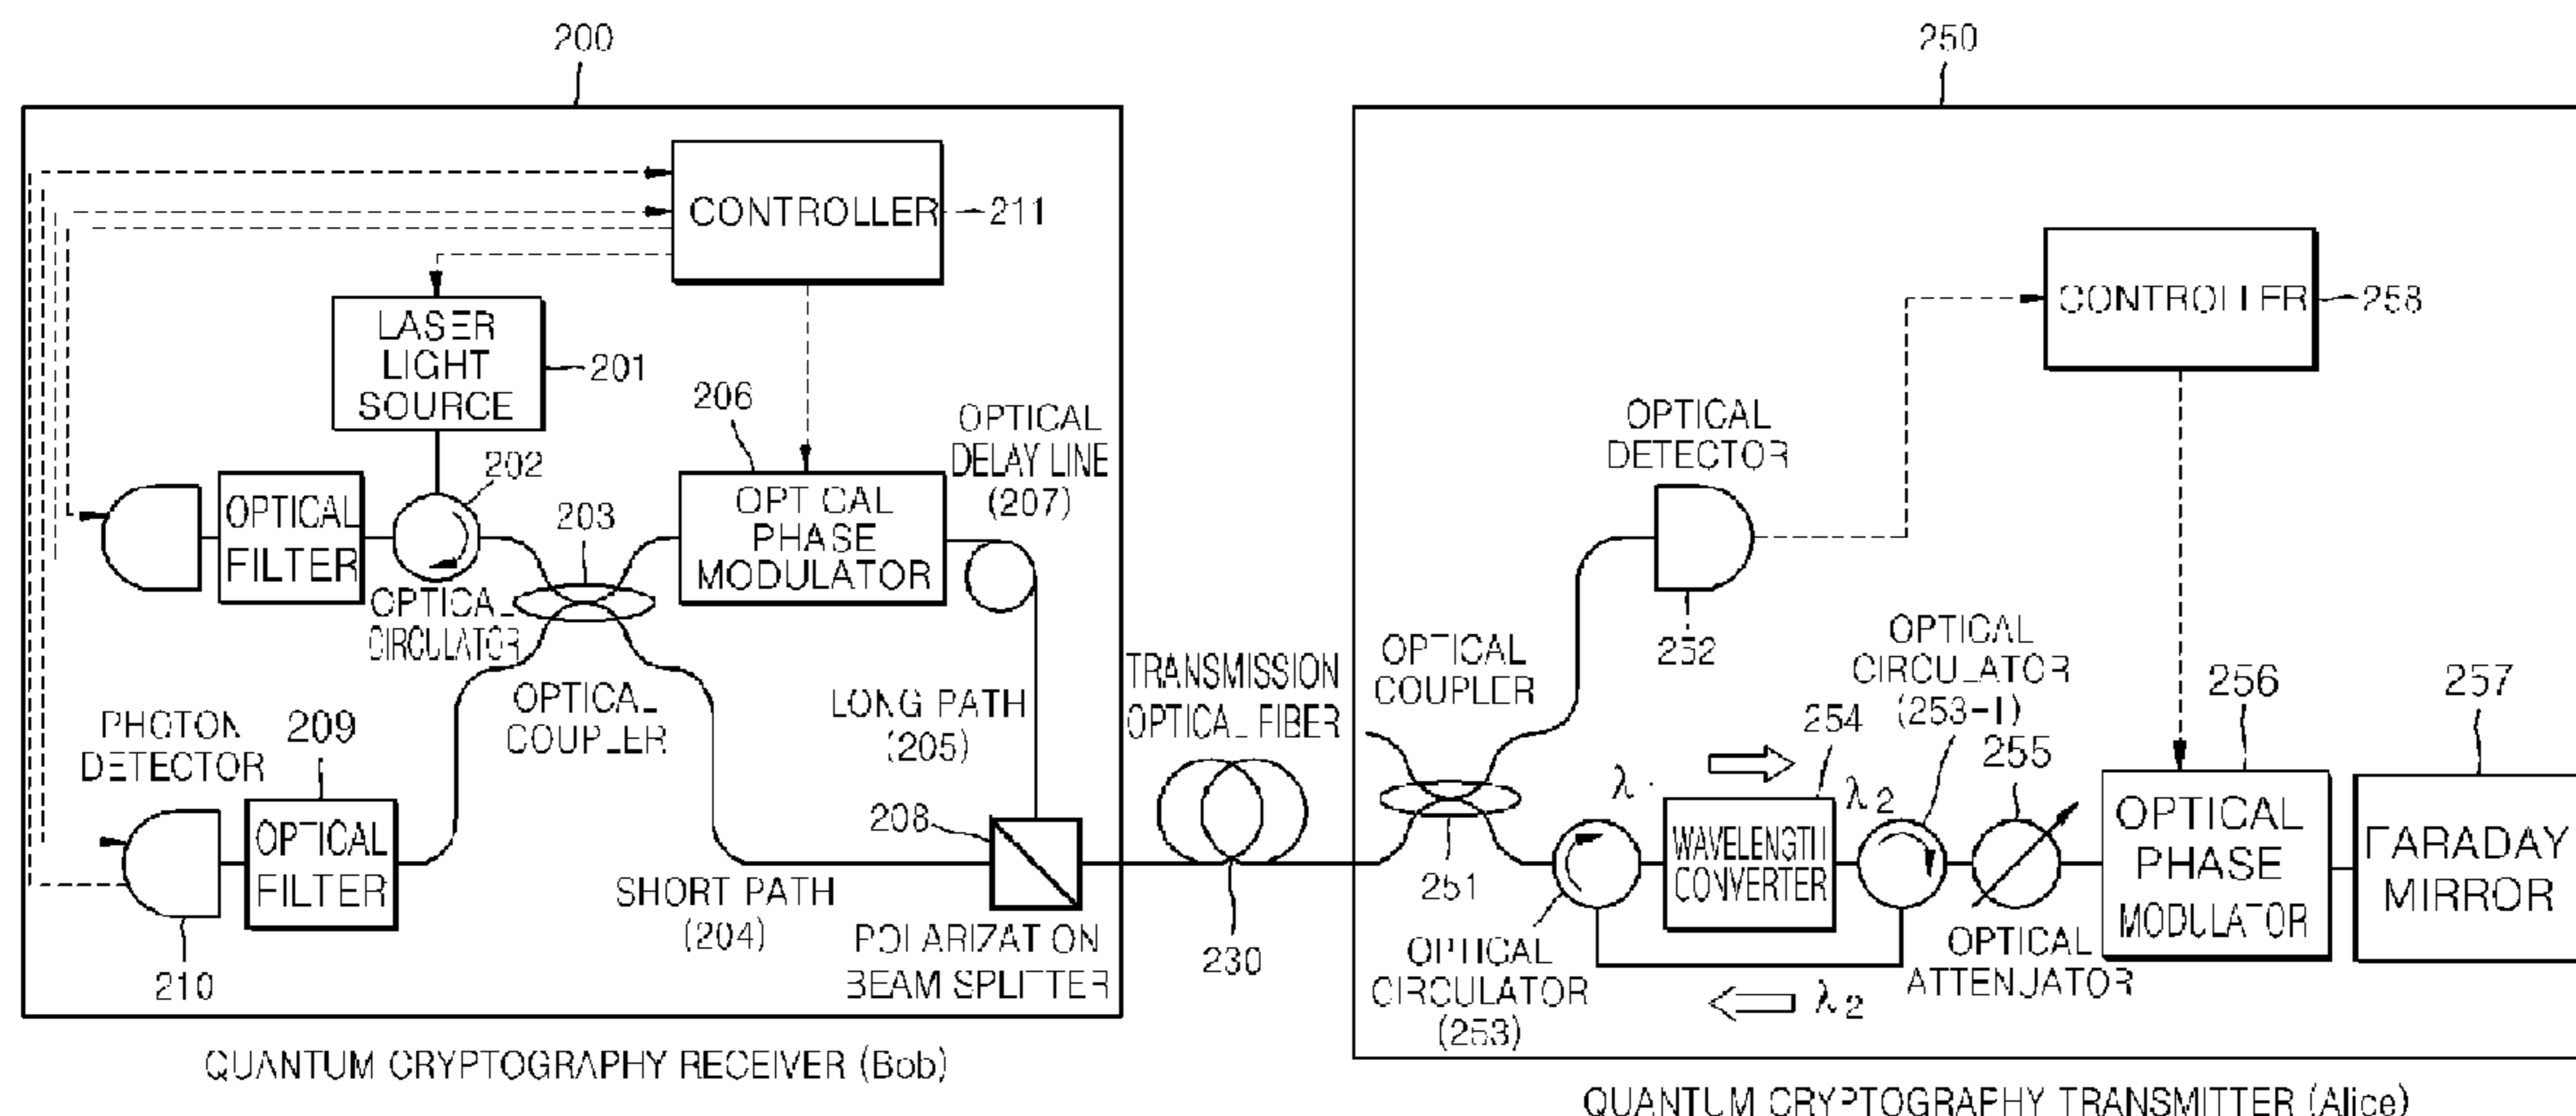 200
250
CONTROLLER
211
LASER
LIGHT
SOURCE
201
202
OPTICAL
FILTER
OPTICAL
CIRCULATOR
203
OPTICAL
COUPLER
206
OPTICAL
PHASE
MODULATOR
OPTICAL
DELAY LINE
(207)
LONG PATH
(205)
PHOTON
DETECTOR
209
OPTICAL
FILTER
210
SHORT PATH
(204)
208
POLARIZATION
BEAM SPLITTER
QUANTUM CRYPTOGRAPHY RECEIVER (Bob)
TRANSMISSION
OPTICAL FIBER
230
CONTROLLER
258
OPTICAL
DETECTOR
252
OPTICAL
COUPLER
251
OPTICAL
CIRCULATOR
(253-1)
254
255
256
257
λ
λ2
WAVELENGTH
CONVERTER
OPTICAL
PHASE
MODULATOR
FARADAY
MIRROR
OPTICAL
CIRCULATOR
(253)
OPTICAL
ATTENUATOR
λ2
QUANTUM CRYPTOGRAPHY TRANSMITTER (Alice)